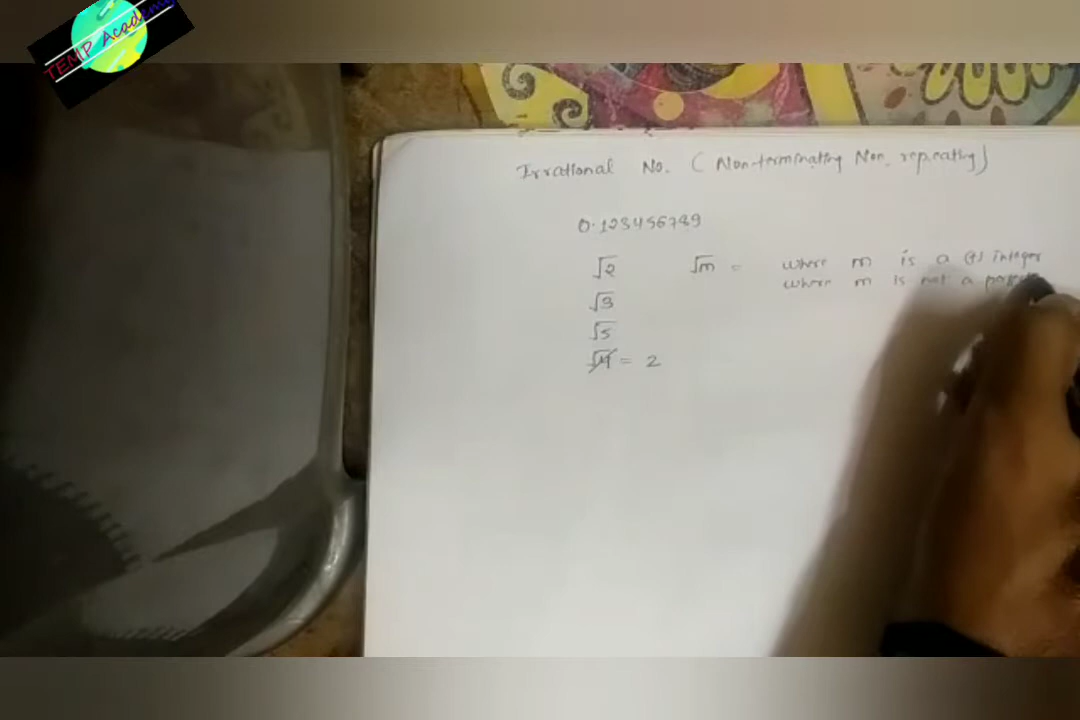 TEMP Academy
Irrational No. (Non-terminating Non. repeating)
0.123456789
√2 √m = where m is a (+) integer
√3 where m is not a
√5
√4 = 2